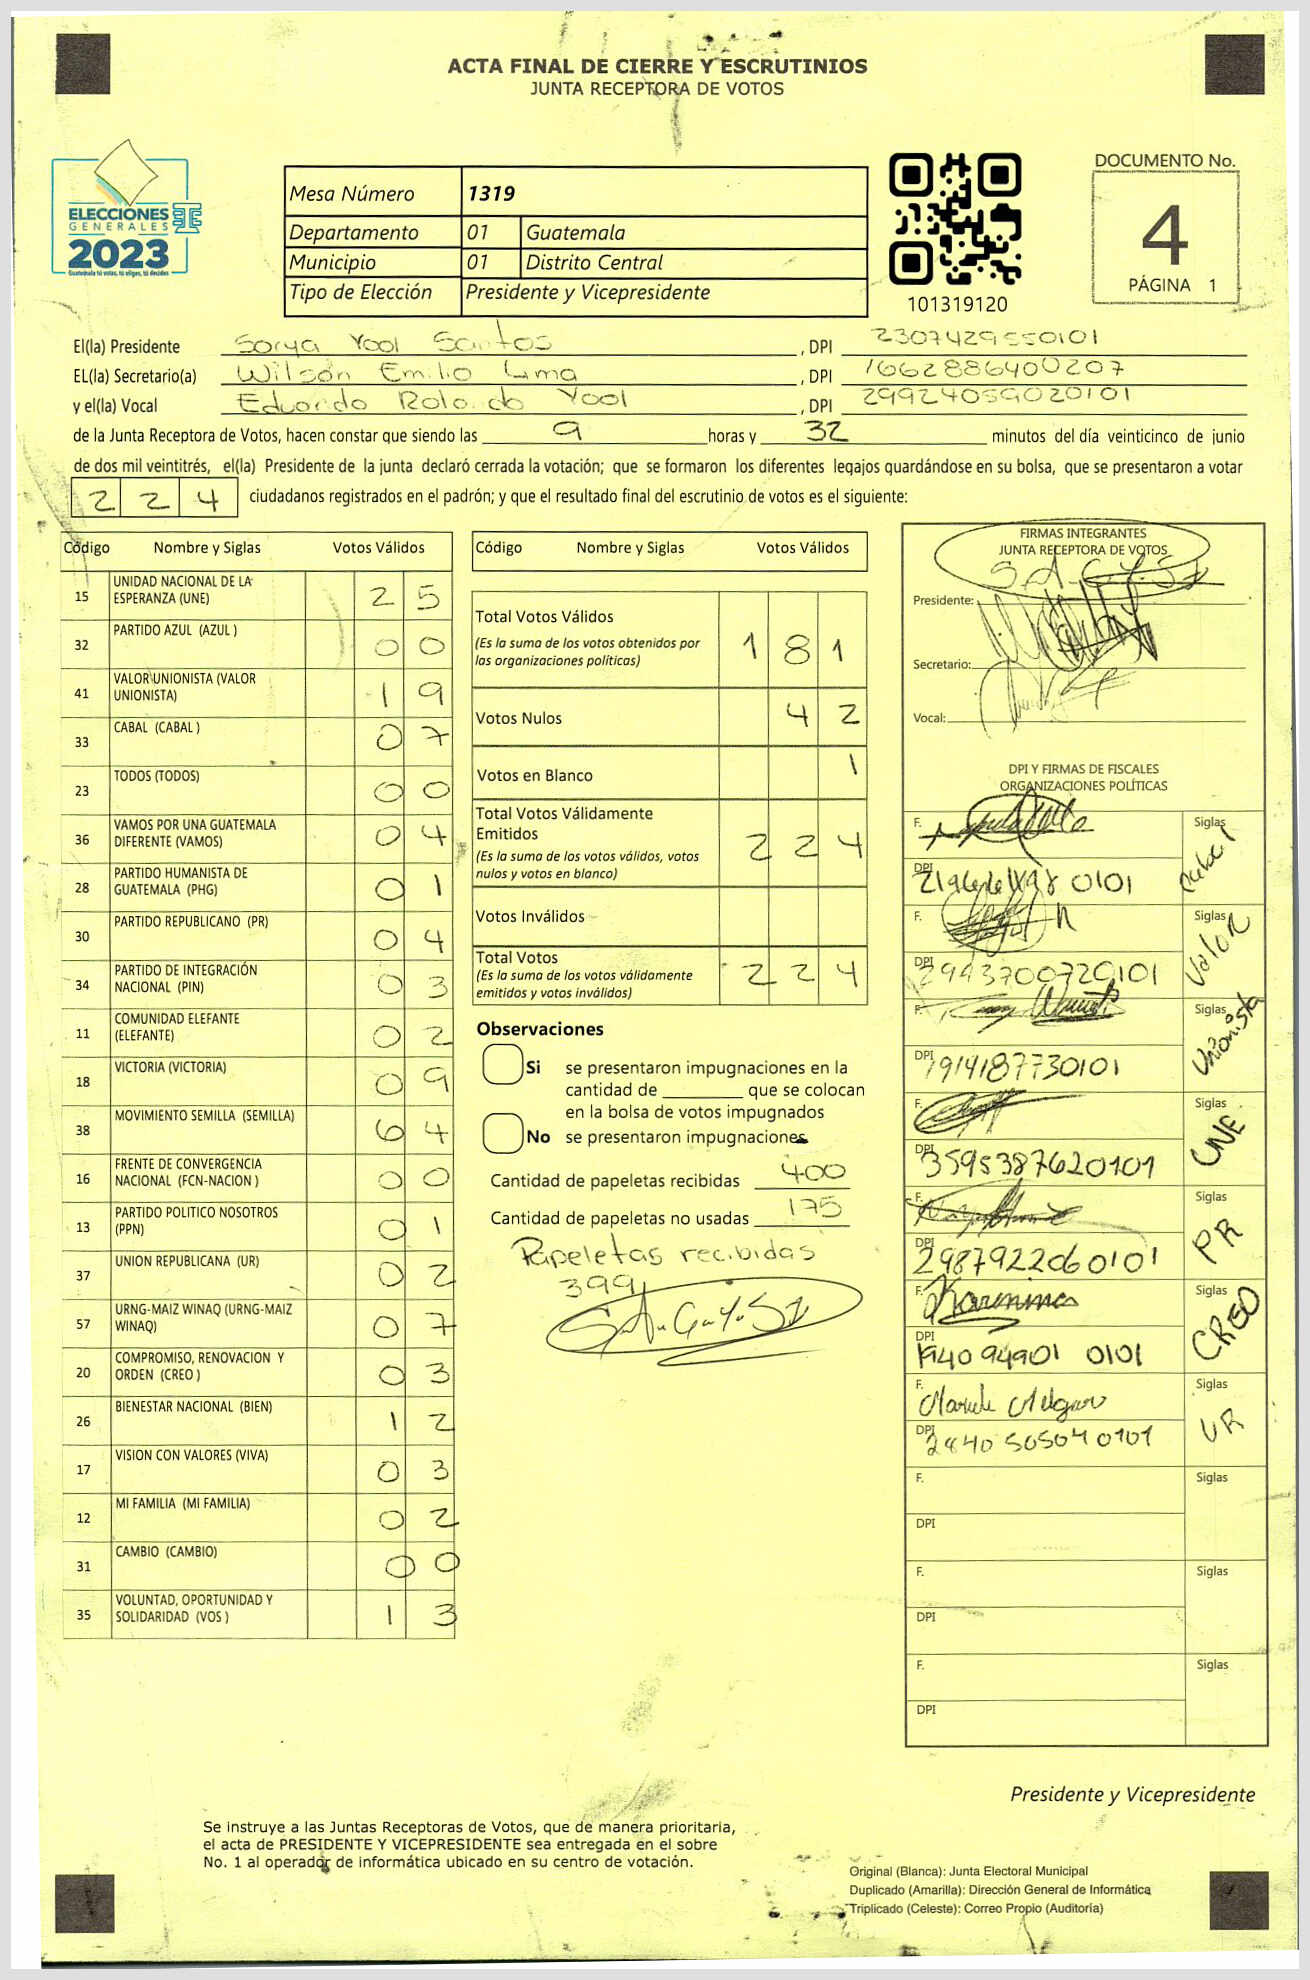 ACTA FINAL DE CIERRE Y ESCRUTINIOS
JUNTA RECEPTORA DE VOTOS
ELECCIONES
GENERALES
2023
Guatemala tú votas, tú eliges, tú decides
Mesa Número 1319
Departamento 01 Guatemala
Municipio 01 Distrito Central
Tipo de Elección Presidente y Vicepresidente
101319120
DOCUMENTO No.
4
PÁGINA 1
El(la) Presidente Sorya Yool Santos, DPI 2307429550101
EL(la) Secretario(a) Wilson Emilio Lima, DPI 1662886400207
y el(la) Vocal Eduardo Rolando Yool, DPI 29924059020101
de la Junta Receptora de Votos, hacen constar que siendo las 9 horas y 32 minutos del día veinticinco de junio
de dos mil veintitrés, el(la) Presidente de la junta declaró cerrada la votación; que se formaron los diferentes legajos guardándose en su bolsa, que se presentaron a votar
2 2 4 ciudadanos registrados en el padrón; y que el resultado final del escrutinio de votos es el siguiente:
Código Nombre y Siglas Votos Válidos
15 UNIDAD NACIONAL DE LA ESPERANZA (UNE) 2 5
32 PARTIDO AZUL (AZUL ) 0 0
41 VALOR UNIONISTA (VALOR UNIONISTA) 1 9
33 CABAL (CABAL ) 0 7
23 TODOS (TODOS) 0 0
36 VAMOS POR UNA GUATEMALA DIFERENTE (VAMOS) 0 4
28 PARTIDO HUMANISTA DE GUATEMALA (PHG) 0 1
30 PARTIDO REPUBLICANO (PR) 0 4
34 PARTIDO DE INTEGRACIÓN NACIONAL (PIN) 0 3
11 COMUNIDAD ELEFANTE (ELEFANTE) 0 2
18 VICTORIA (VICTORIA) 0 9
38 MOVIMIENTO SEMILLA (SEMILLA) 6 4
16 FRENTE DE CONVERGENCIA NACIONAL (FCN-NACION ) 0 0
13 PARTIDO POLITICO NOSOTROS (PPN) 0 1
37 UNION REPUBLICANA (UR) 0 2
57 URNG-MAIZ WINAQ (URNG-MAIZ WINAQ) 0 7
20 COMPROMISO, RENOVACION Y ORDEN (CREO ) 0 3
26 BIENESTAR NACIONAL (BIEN) 1 2
17 VISION CON VALORES (VIVA) 0 3
12 MI FAMILIA (MI FAMILIA) 0 2
31 CAMBIO (CAMBIO) 0 0
35 VOLUNTAD, OPORTUNIDAD Y SOLIDARIDAD (VOS ) 1 3
Código Nombre y Siglas Votos Válidos
Total Votos Válidos 1 8 1
(Es la suma de los votos obtenidos por
las organizaciones políticas)
Votos Nulos 4 2
Votos en Blanco 1
Total Votos Válidamente
Emitidos 2 2 4
(Es la suma de los votos válidos, votos
nulos y votos en blanco)
Votos Inválidos
Total Votos 2 2 4
(Es la suma de los votos válidamente
emitidos y votos inválidos)
Observaciones
Si se presentaron impugnaciones en la
cantidad de ________ que se colocan
en la bolsa de votos impugnados
No se presentaron impugnaciones
Cantidad de papeletas recibidas 400
Cantidad de papeletas no usadas 175
Papeletas recibidas
399
FIRMAS INTEGRANTES
JUNTA RECEPTORA DE VOTOS
Presidente:
Secretario:
Vocal:
DPI Y FIRMAS DE FISCALES
ORGANIZACIONES POLÍTICAS
F. Siglas
DPI
F. Siglas Valor
DPI 2943700720101
F. Siglas Unionista
DPI 1914187730101
F. Siglas UNE
DPI 3595387620101
F. Siglas PR
DPI 2987922060101
F. Siglas CREO
DPI 194094901 0101
F. Siglas UR
DPI 2840505040101
F. Siglas
DPI
F. Siglas
DPI
F. Siglas
DPI
Presidente y Vicepresidente
Se instruye a las Juntas Receptoras de Votos, que de manera prioritaria,
el acta de PRESIDENTE Y VICEPRESIDENTE sea entregada en el sobre
No. 1 al operador de informática ubicado en su centro de votación.
Original (Blanca): Junta Electoral Municipal
Duplicado (Amarilla): Dirección General de Informática
Triplicado (Celeste): Correo Propio (Auditoría)